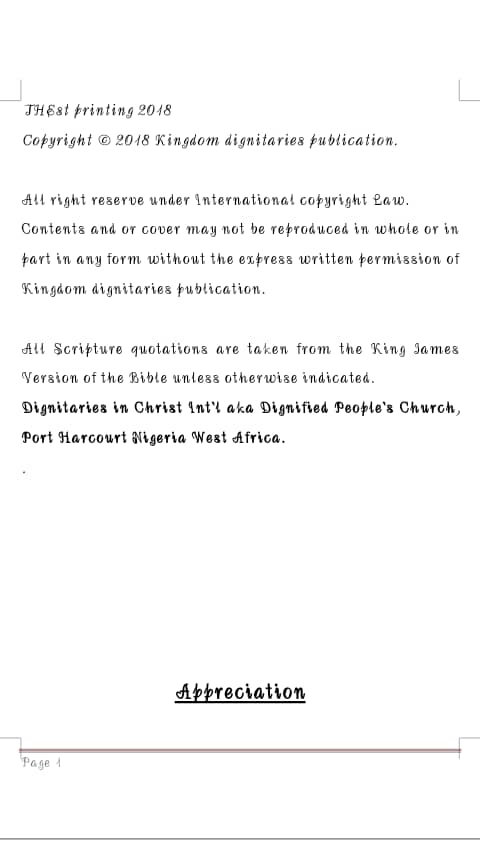 THEst printing 2018
Copyright © 2018 Kingdom dignitaries publication.
All right reserve under International copyright Law.
Contents and or cover may not be reproduced in whole or in
part in any form without the express written permission of
Kingdom dignitaries publication.
All Scripture quotations are taken from the King James
Version of the Bible unless otherwise indicated.
Dignitaries in Christ Int'l aka Dignified People's Church,
Port Harcourt Nigeria West Africa.
.
Appreciation
Page 1